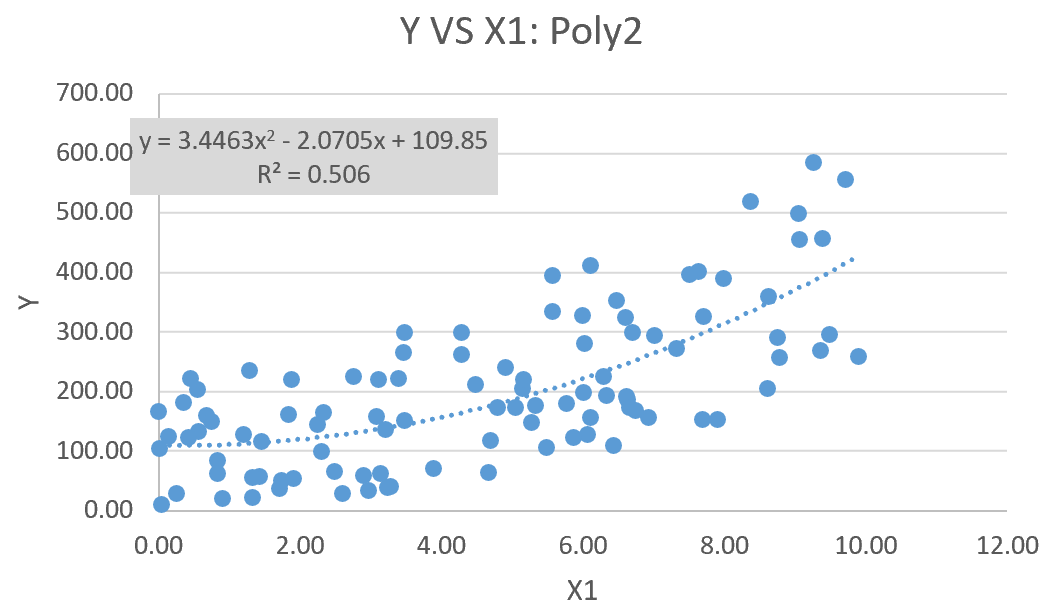 Y VS X1: Poly2
700.00
y = 3.4463x² - 2.0705x + 109.85
600.00
R² = 0.506
500.00
400.00
Y
300.00
200.00
100.00
0.00
0.00 2.00 4.00 6.00 8.00 10.00 12.00
X1